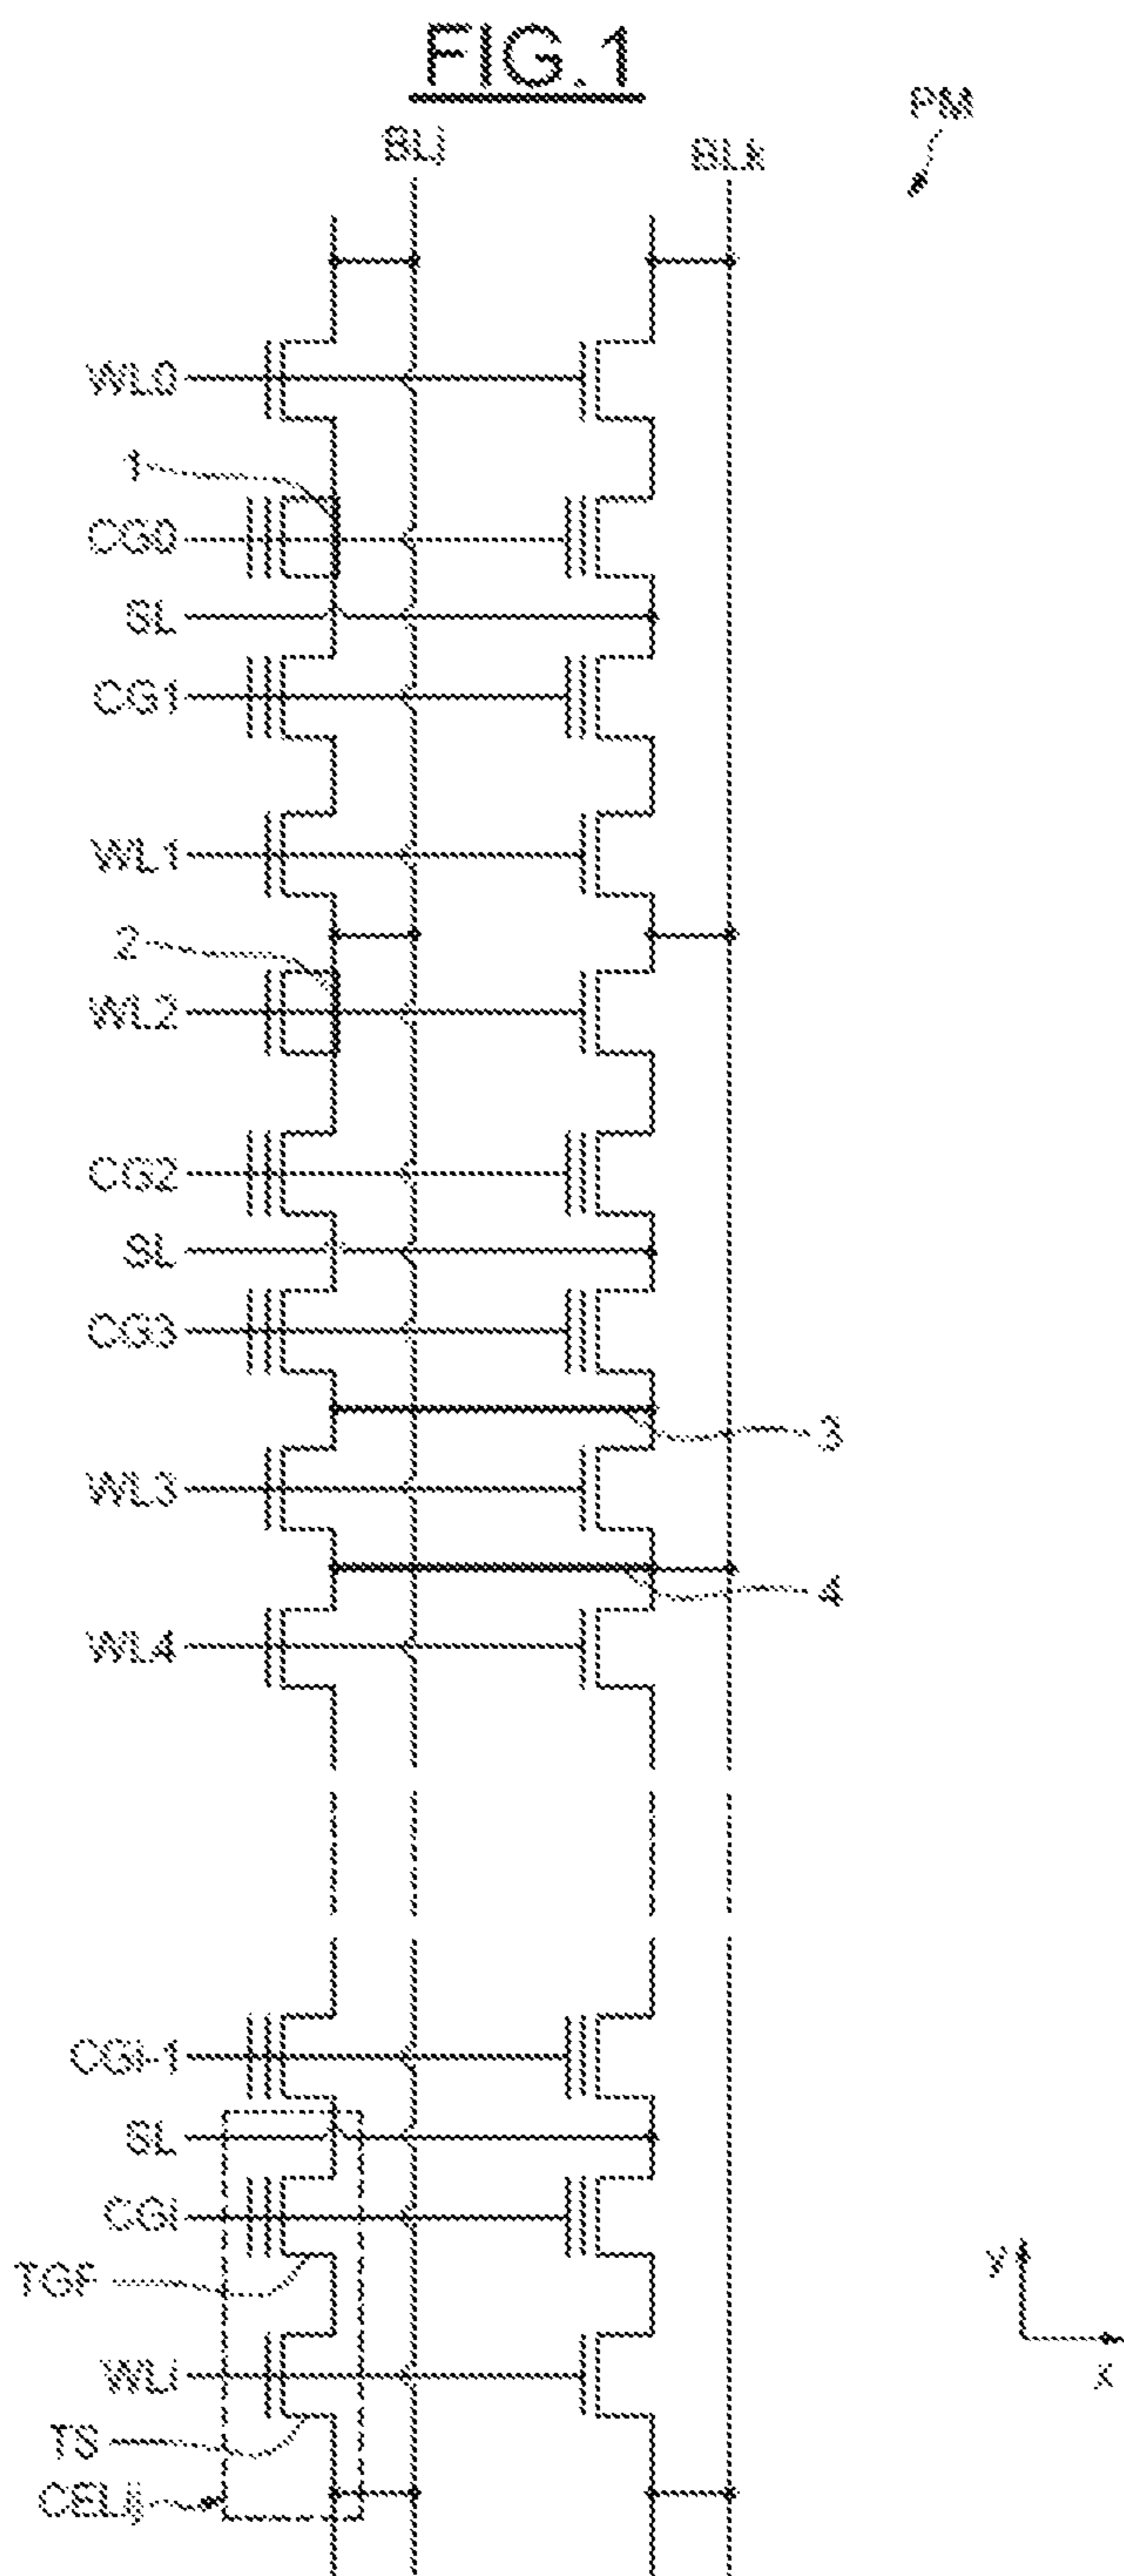 FIG.1
PM
BLj
BLk
WL0
1
CG0
SL
CG1
WL1
2
WL2
CG2
SL
CG3
3
WL3
4
WL4
CGi-1
SL
CGi
TGF
y
WLi
x
TS
CELij